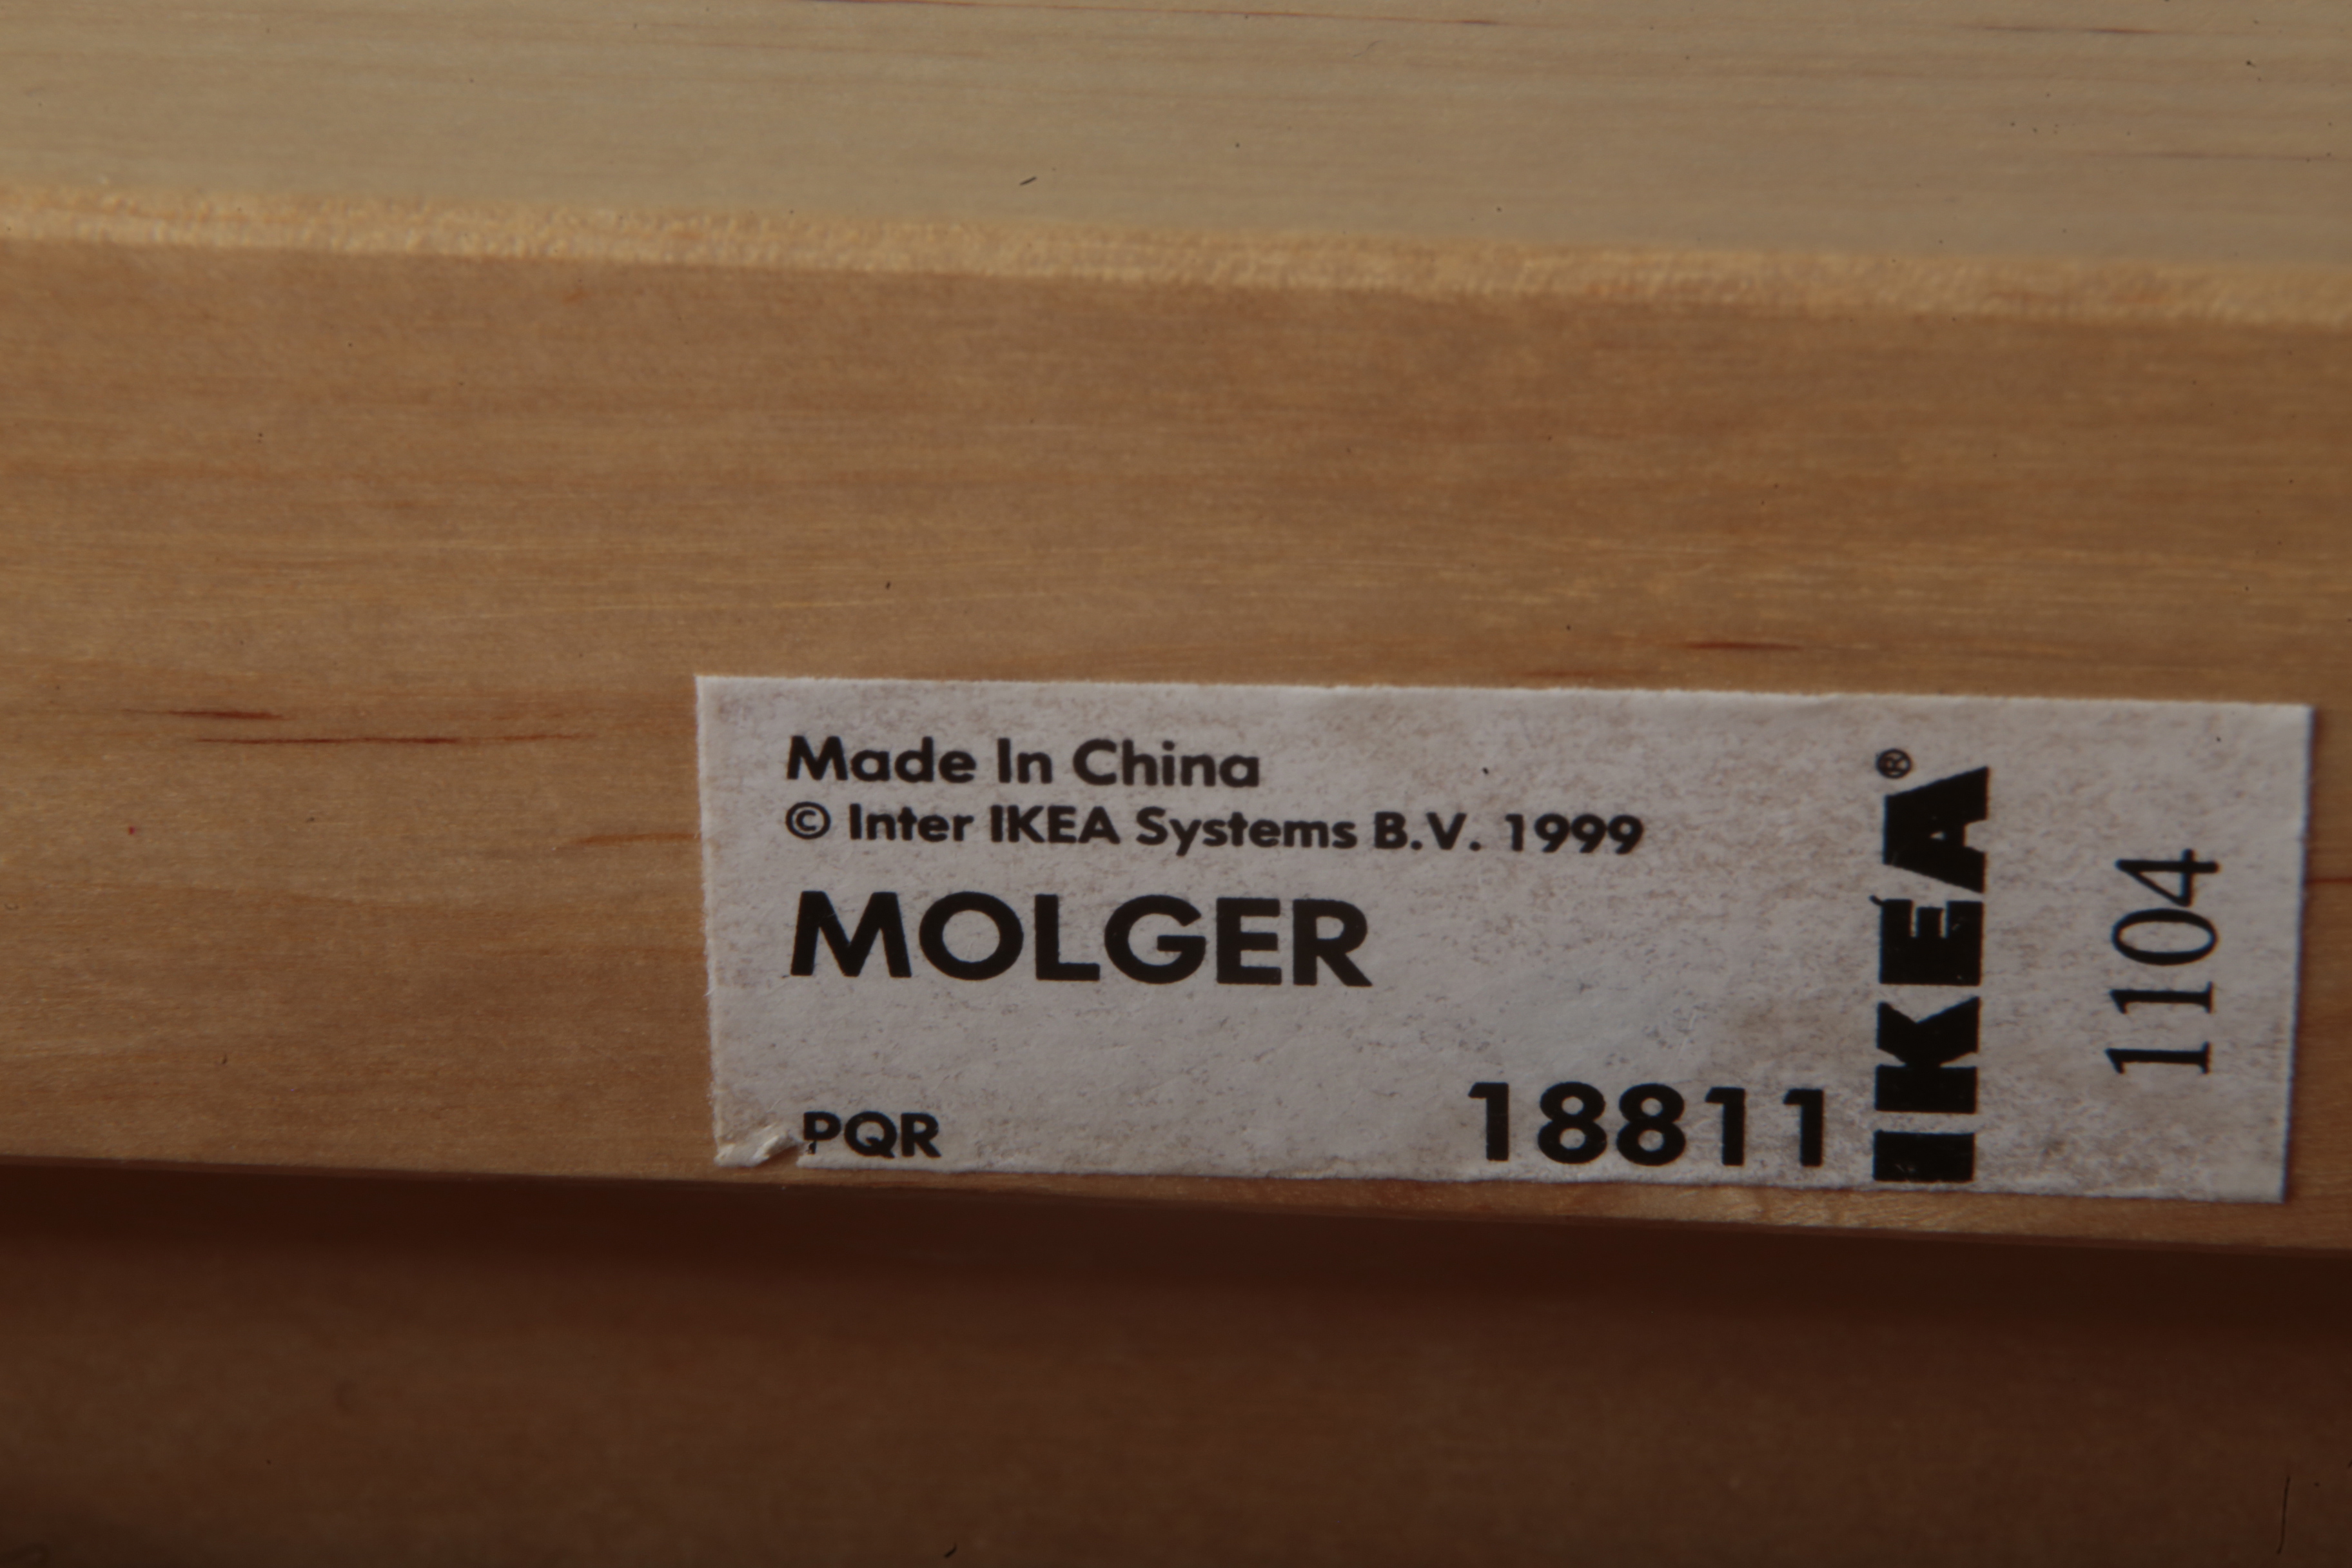 Made In China
© Inter IKEA Systems B.V. 1999
MOLGER
PQR
18811
IKEA®
1104